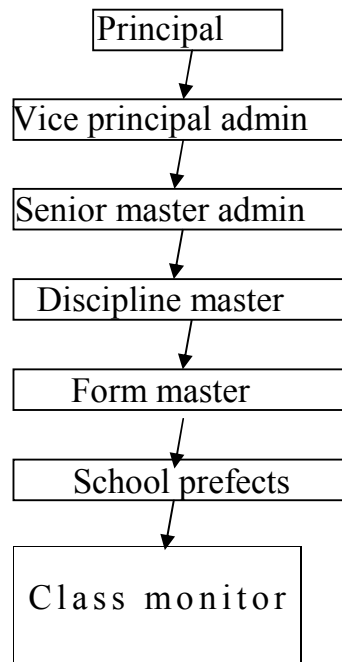 Principal
Vice principal admin
Senior master admin
Discipline master
Form master
School prefects
Class monitor